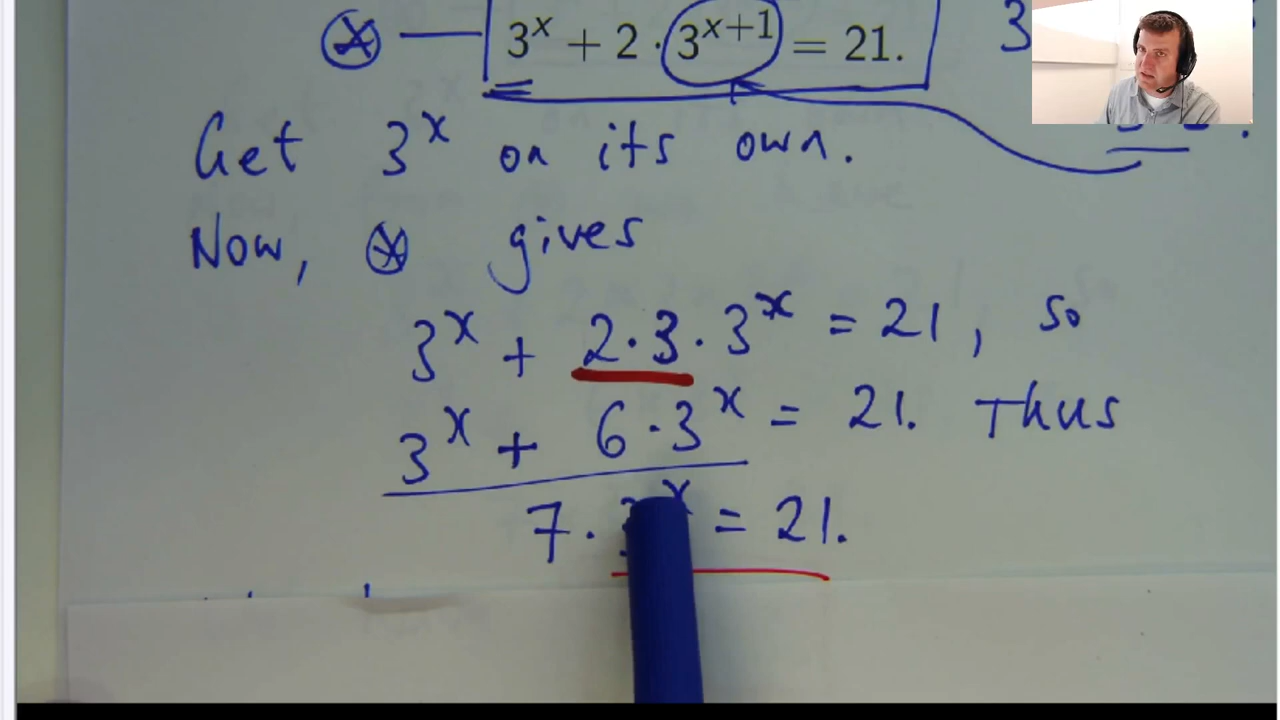 ⊛ — 3^x + 2 · 3^{x+1} = 21. 3
Get 3^x on its own.
Now, ⊛ gives
3^x + 2·3·3^x = 21, so
3^x + 6·3^x = 21. Thus
7· = 21.